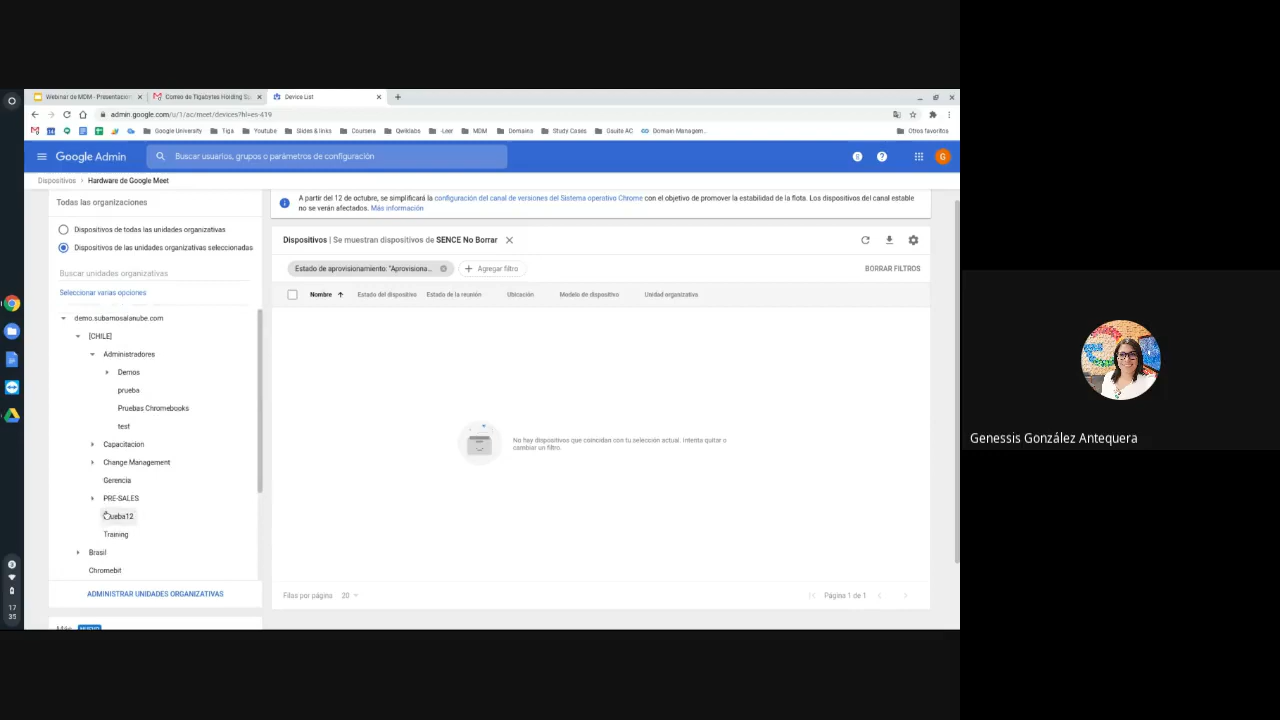 Webinar de MDM - Presentación
Correo de Tigabytes Holding S
Device List
admin.google.com/u/1/ac/meet/devices?hl=es-419
Google University
Tiga
Youtube
Slides & links
Coursera
Qwiklabs
-Leer
MDM
Domains
Study Cases
Gsuite AC
Domain Managem...
Otros favoritos
Google Admin
Buscar usuarios, grupos o parámetros de configuración
G
Dispositivos > Hardware de Google Meet
Todas las organizaciones
Dispositivos de todas las unidades organizativas
Dispositivos de las unidades organizativas seleccionadas
Buscar unidades organizativas
Seleccionar varias opciones
demo.subamosalanube.com
[CHILE]
Administradores
Demos
prueba
Pruebas Chromebooks
test
Capacitacion
Change Management
Gerencia
PRE-SALES
Prueba12
Training
Brasil
Chromebit
ADMINISTRAR UNIDADES ORGANIZATIVAS
NUEVO
A partir del 12 de octubre, se simplificará la configuración del canal de versiones del Sistema operativo Chrome con el objetivo de promover la estabilidad de la flota. Los dispositivos del canal estable
no se verán afectados. Más información
Dispositivos | Se muestran dispositivos de SENCE No Borrar
Estado de aprovisionamiento: "Aprovisiona...
Agregar filtro
BORRAR FILTROS
Nombre
Estado del dispositivo
Estado de la reunión
Ubicación
Modelo de dispositivo
Unidad organizativa
No hay dispositivos que coincidan con tu selección actual. Intenta quitar o
cambiar un filtro.
Filas por página 20
Página 1 de 1
17
35
Genessis González Antequera